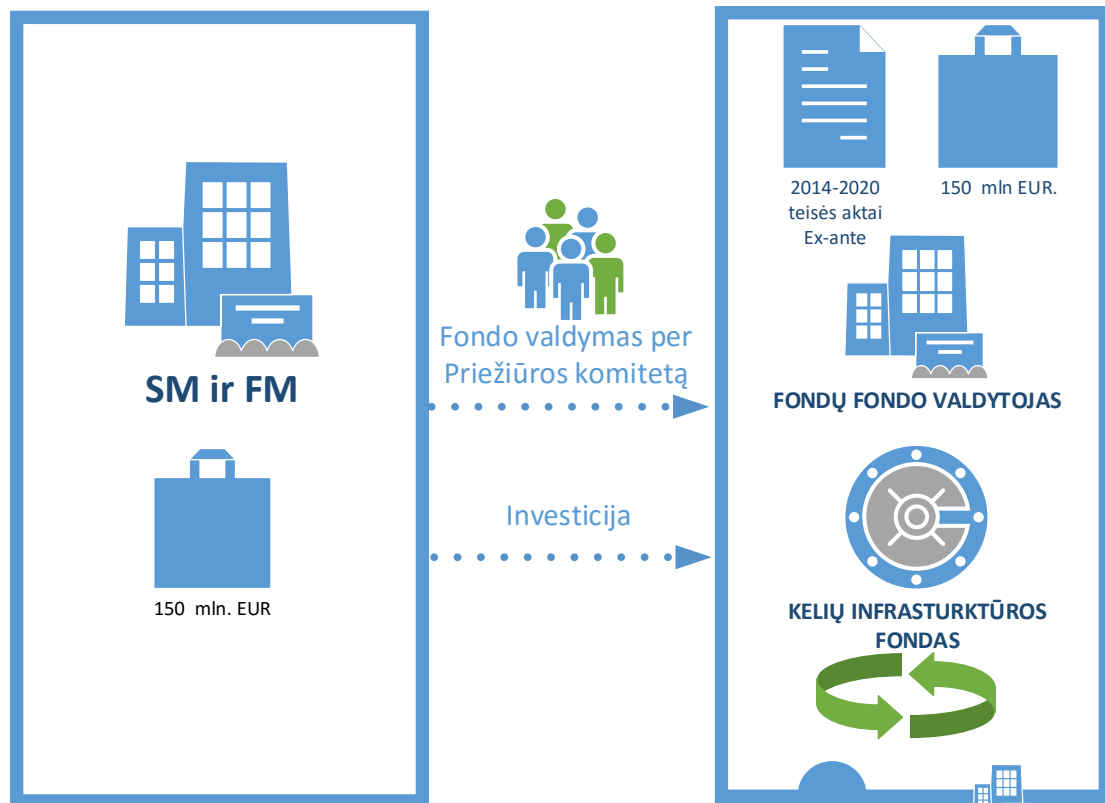 SM ir FM
150 mln. EUR
Fondo valdymas per
Priežiūros komitetą
Investicija
2014-2020
teisės aktai
Ex-ante
150 mln EUR.
FONDŲ FONDO VALDYTOJAS
KELIŲ INFRASTURKTŪROS
FONDAS